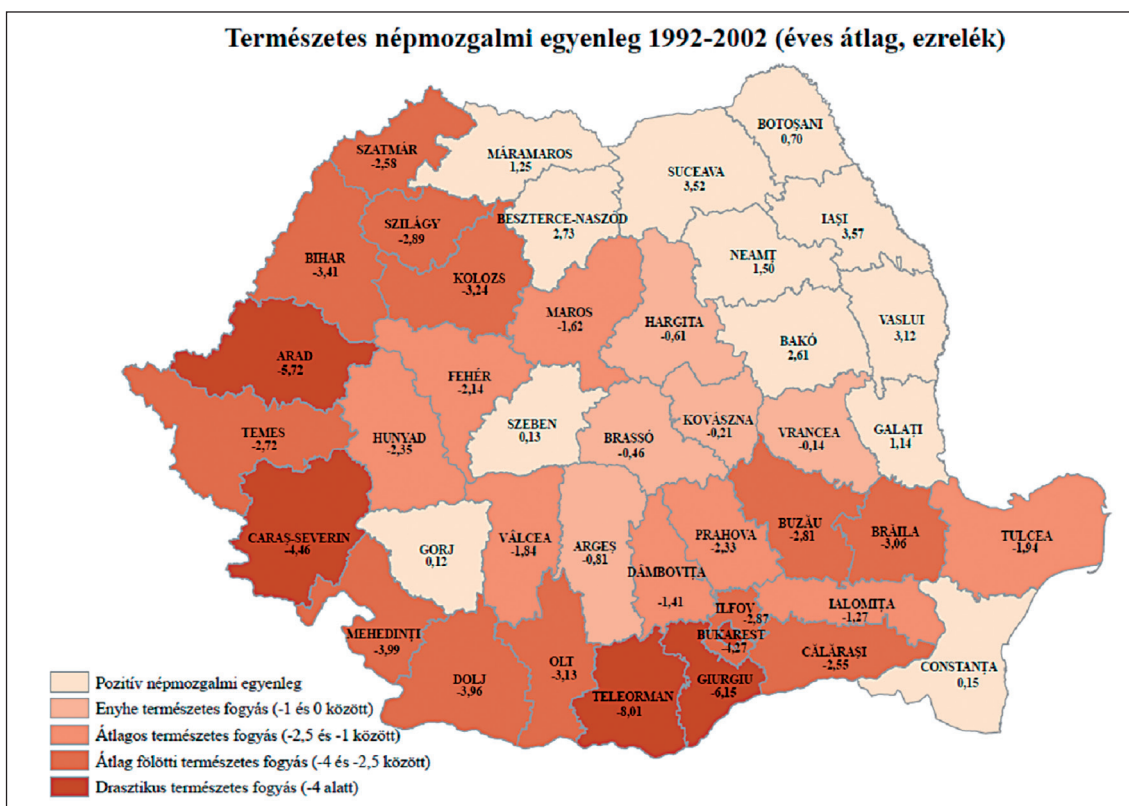 Természetes népmozgalmi egyenleg 1992-2002 (éves átlag, ezrelék)
BOTOȘANI
0,70
SZATMÁR
-2,58
MÁRAMAROS
1,25
SUCEAVA
3,52
BESZTERCE-NASZÓD
2,73
IAȘI
3,57
SZILÁGY
-2,89
BIHAR
-3,41
KOLOZS
-3,24
NEAMȚ
1,50
MAROS
-1,62
HARGITA
-0,61
BAKÓ
2,61
VASLUI
3,12
ARAD
-5,72
FEHÉR
-2,14
SZEBEN
0,13
KOVÁSZNA
-0,21
VRANCEA
-0,14
GALAȚI
1,14
TEMES
-2,72
HUNYAD
-2,35
BRASSÓ
-0,46
CARAȘ-SEVERIN
-4,46
GORJ
0,12
VÂLCEA
-1,84
ARGEȘ
-0,81
PRAHOVA
-2,33
BUZĂU
-2,81
BRĂILA
-3,06
TULCEA
-1,94
DÂMBOVIȚA
-1,41
ILFOV
-2,87
IALOMIȚA
-1,27
MEHEDINȚI
-3,99
BUKAREST
-4,27
CĂLĂRAȘI
-2,55
CONSTANȚA
0,15
DOLJ
-3,96
OLT
-3,13
TELEORMAN
-8,01
GIURGIU
-6,15
Pozitív népmozgalmi egyenleg
Enyhe természetes fogyás (-1 és 0 között)
Átlagos természetes fogyás (-2,5 és -1 között)
Átlag fölötti természetes fogyás (-4 és -2,5 között)
Drasztikus természetes fogyás (-4 alatt)